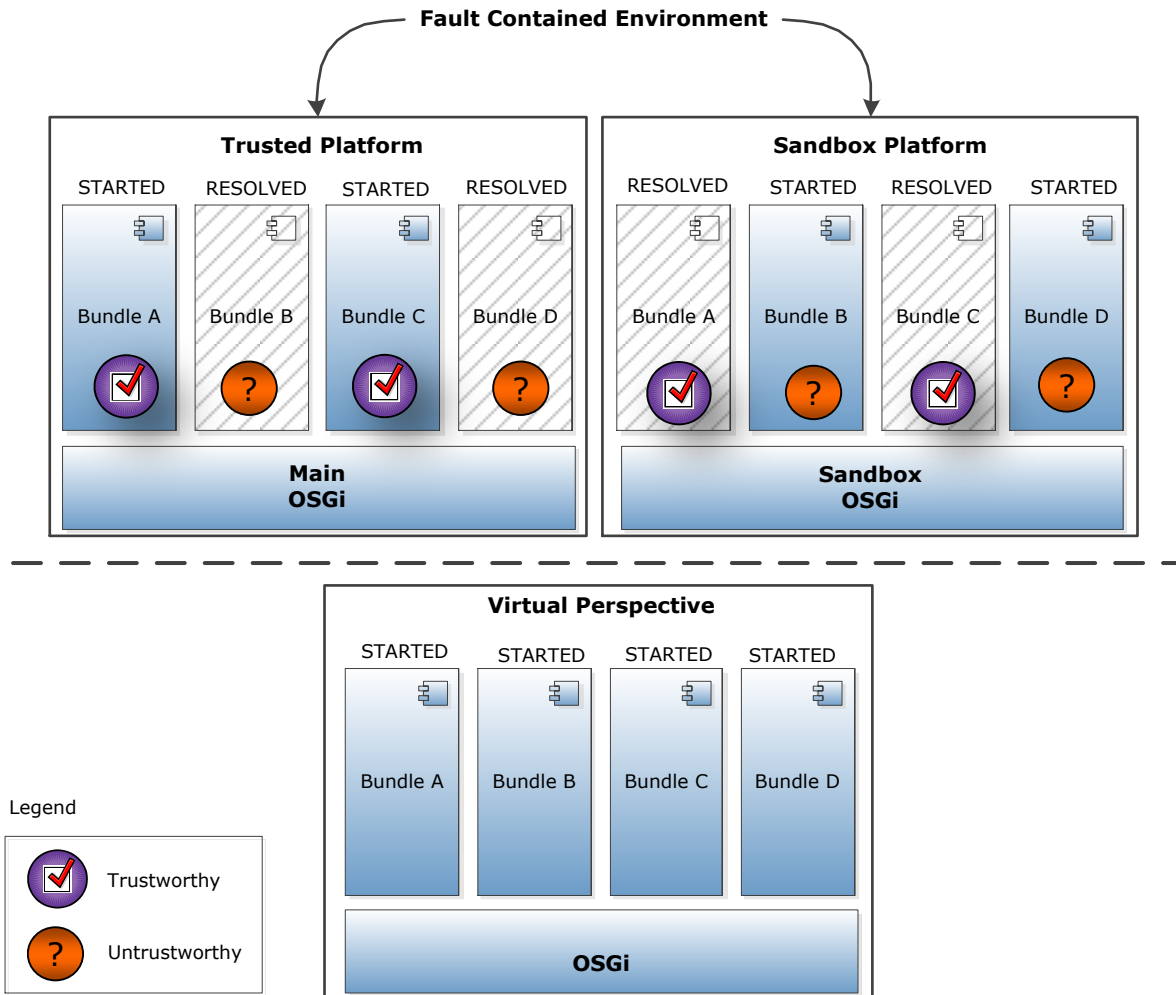 Fault Contained Environment
Trusted Platform
STARTED RESOLVED STARTED RESOLVED
Bundle A Bundle B Bundle C Bundle D
? ?
Main
OSGi
Sandbox Platform
RESOLVED STARTED RESOLVED STARTED
Bundle A Bundle B Bundle C Bundle D
? ?
Sandbox
OSGi
Virtual Perspective
STARTED STARTED STARTED STARTED
Bundle A Bundle B Bundle C Bundle D
OSGi
Legend
Trustworthy
? Untrustworthy